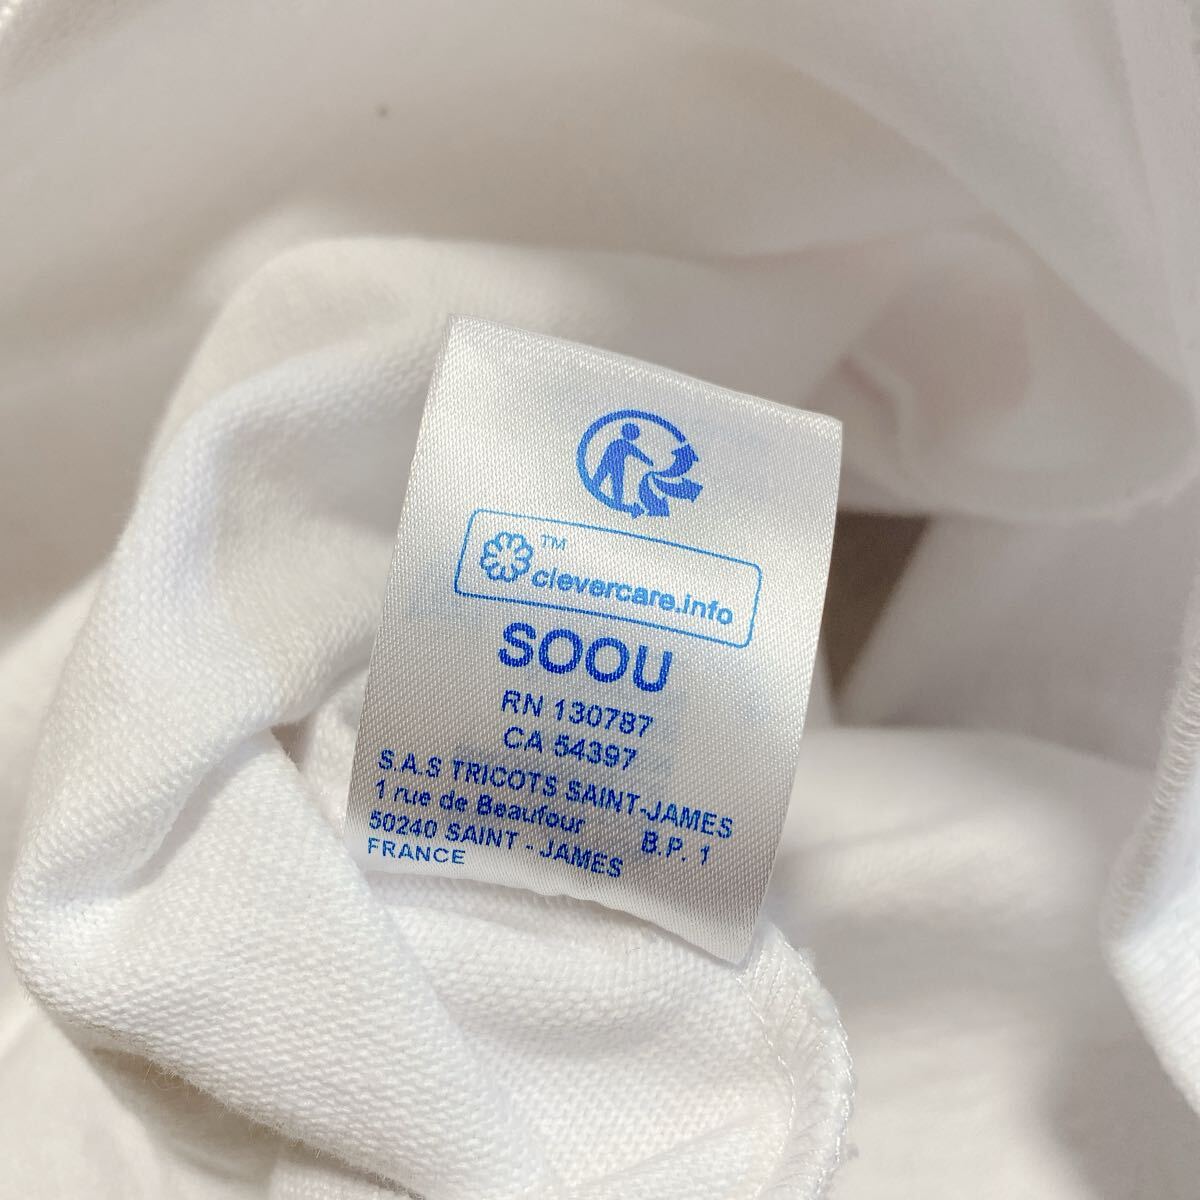 ™
clevercare.info
SOOU
RN 130787
CA 54397
S.A.S TRICOTS SAINT-JAMES
1 rue de Beaufour B.P. 1
50240 SAINT - JAMES
FRANCE